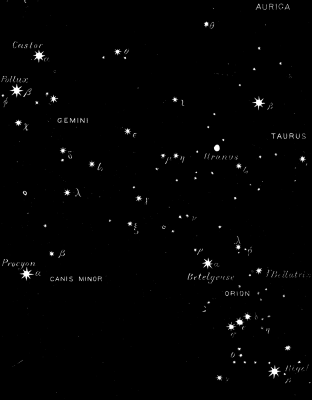 AURIGA
θ
Castor
α
ο
Pollux
β
ι
β
χ
GEMINI
ε
TAURUS
δ
μ η
Uranus
ζ
λ
γ
ξ
ν
λ
β
μ
Procyon
α
CANIS MINOR
α
Betelgeuse
γ Bellatrix
ORION
δ
ε
ζ
η
Rigel
β